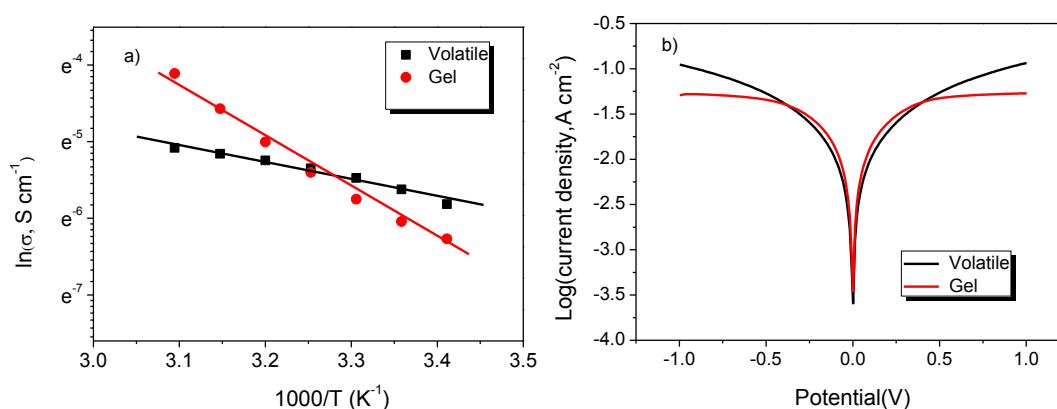 a)
Volatile
Gel
e⁻⁴
e⁻⁵
e⁻⁶
e⁻⁷
ln(σ, S cm⁻¹)
3.0 3.1 3.2 3.3 3.4 3.5
1000/T (K⁻¹)
b)
-0.5
-1.0
-1.5
-2.0
-2.5
-3.0
-3.5
-4.0
Log(current density,A cm⁻²)
Volatile
Gel
-1.0 -0.5 0.0 0.5 1.0
Potential(V)